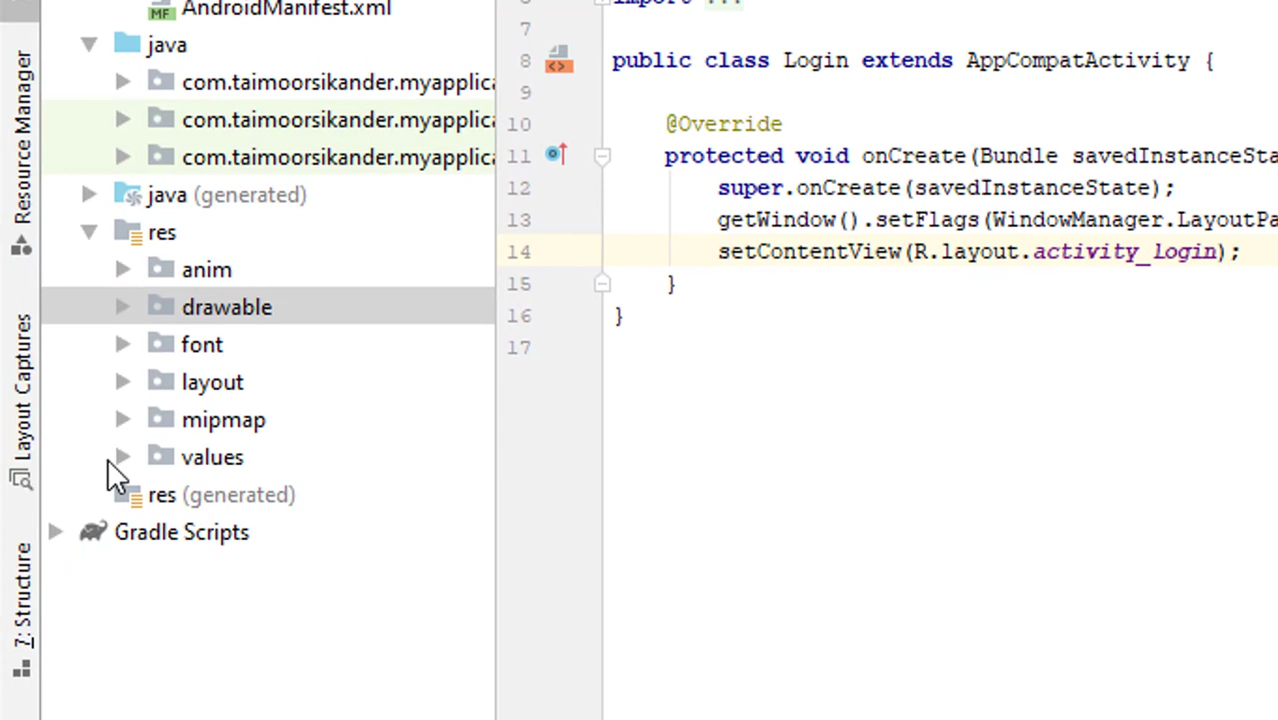 AndroidManifest.xml
java
com.taimoorsikander.myapplica
com.taimoorsikander.myapplica
com.taimoorsikander.myapplica
java (generated)
res
anim
drawable
font
layout
mipmap
values
res (generated)
Gradle Scripts
Resource Manager
Layout Captures
7: Structure
import ...
7
8 public class Login extends AppCompatActivity {
9
10 @Override
11 protected void onCreate(Bundle savedInstanceSta
12 super.onCreate(savedInstanceState);
13 getWindow().setFlags(WindowManager.LayoutPa
14 setContentView(R.layout.activity_login);
15 }
16 }
17